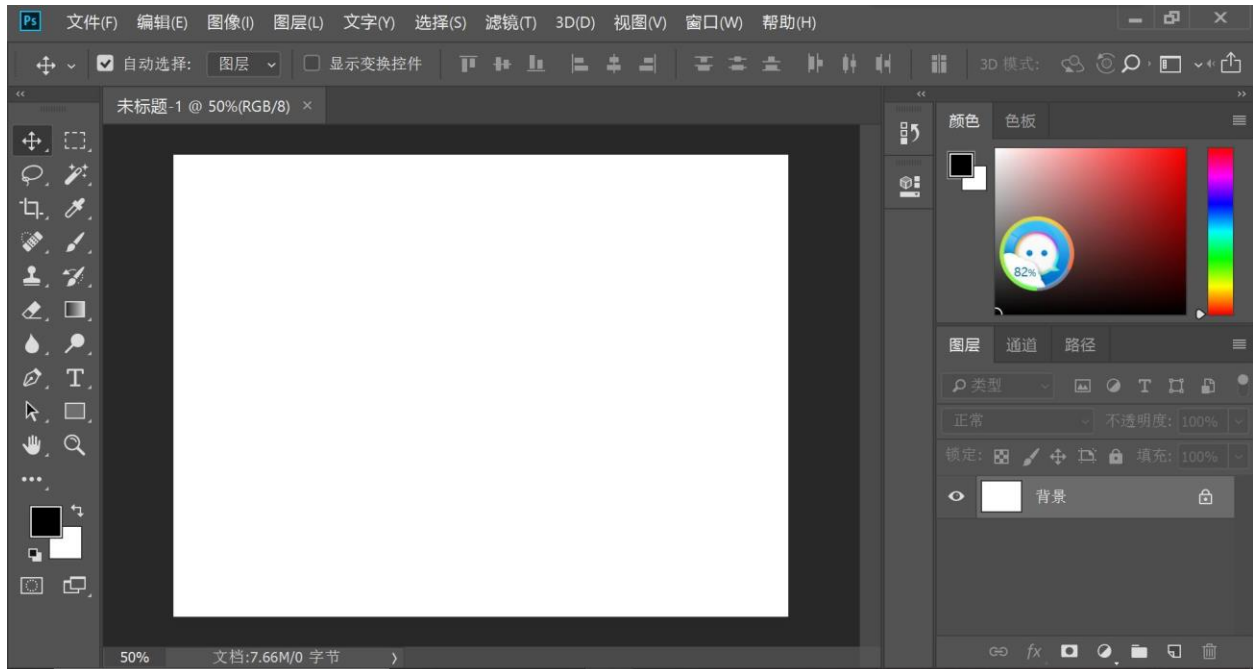 Ps 文件(F) 编辑(E) 图像(I) 图层(L) 文字(Y) 选择(S) 滤镜(T) 3D(D) 视图(V) 窗口(W) 帮助(H)
自动选择: 图层 显示变换控件 3D 模式:
未标题-1 @ 50%(RGB/8) ×
颜色 色板
82%
图层 通道 路径
类型
正常 不透明度: 100%
锁定: 填充: 100%
背景
fx
50% 文档:7.66M/0 字节